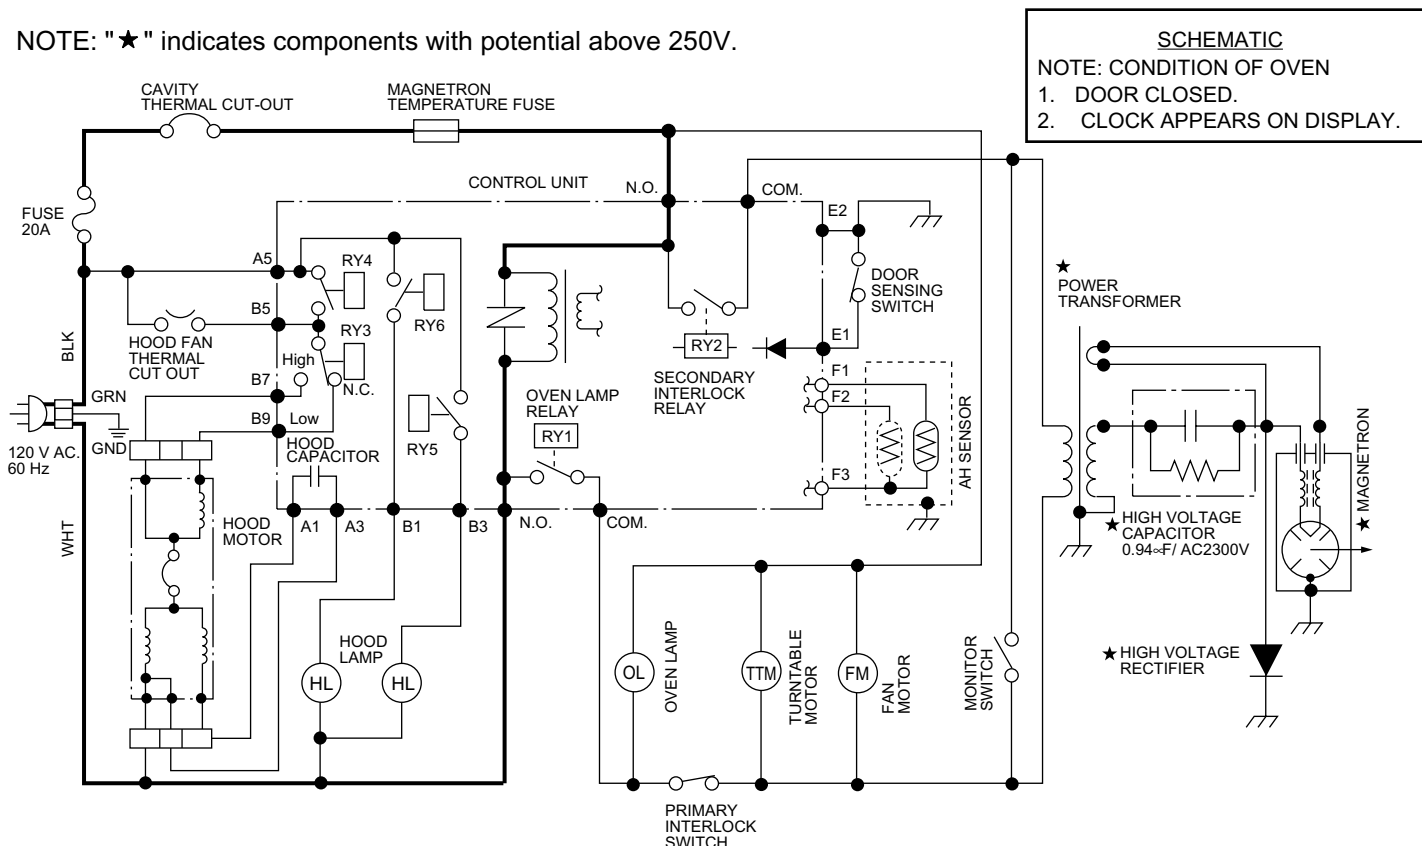 NOTE: "★" indicates components with potential above 250V.
SCHEMATIC
NOTE: CONDITION OF OVEN
1. DOOR CLOSED.
2. CLOCK APPEARS ON DISPLAY.
CAVITY
THERMAL CUT-OUT
MAGNETRON
TEMPERATURE FUSE
CONTROL UNIT
N.O.
COM.
FUSE
20A
A5
RY4
E2
DOOR
SENSING
SWITCH
★
POWER
TRANSFORMER
B5
RY3
RY6
E1
BLK
HOOD FAN
THERMAL
CUT OUT
High
N.C.
RY2
SECONDARY
INTERLOCK
RELAY
F1
F2
B7
GRN
OVEN LAMP
RELAY
B9
Low
RY1
RY5
GND
120 V AC.
60 Hz
HOOD
CAPACITOR
AH SENSOR
F3
★ MAGNETRON
WHT
HOOD
MOTOR
A1
A3
B1
B3
N.O.
COM.
★ HIGH VOLTAGE
CAPACITOR
0.94∝F/ AC2300V
HOOD
LAMP
HL
HL
OL
OVEN LAMP
TTM
TURNTABLE
MOTOR
FM
FAN
MOTOR
MONITOR
SWITCH
★ HIGH VOLTAGE
RECTIFIER
PRIMARY
INTERLOCK
SWITCH